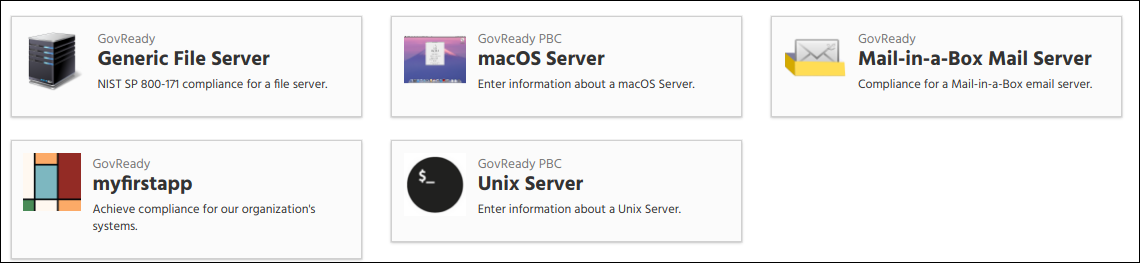 GovReady
Generic File Server
NIST SP 800-171 compliance for a file server.
GovReady PBC
macOS Server
Enter information about a macOS Server.
GovReady
Mail-in-a-Box Mail Server
Compliance for a Mail-in-a-Box email server.
GovReady
myfirstapp
Achieve compliance for our organization's
systems.
$_
GovReady PBC
Unix Server
Enter information about a Unix Server.